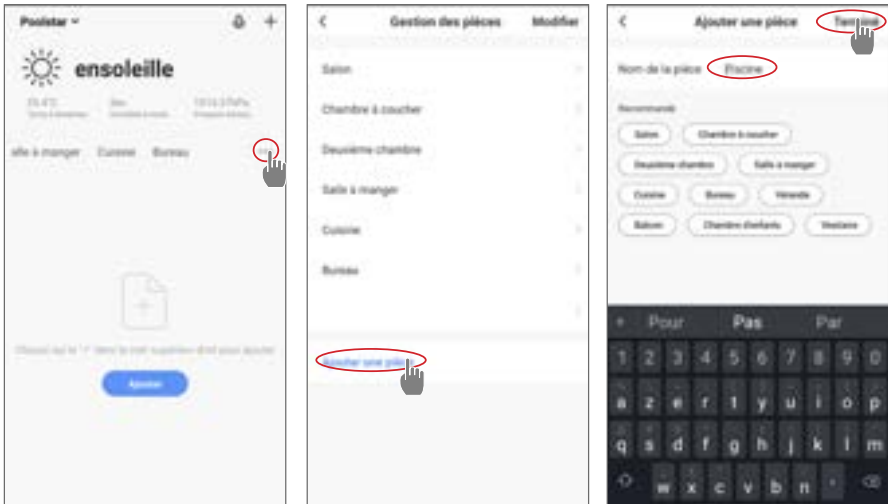 Poolstar
ensoleille
Cuisine Bureau
Ajouter
Gestion des pièces Modifier
Salon
Chambre à coucher
Deuxième chambre
Salle à manger
Cuisine
Bureau
Ajouter une pièce
Ajouter une pièce Terminé
Nom de la pièce Piscine
Recommandé
Salon Chambre à coucher
Deuxième chambre Salle à manger
Cuisine Bureau Véranda
Balcon Chambre d'enfants Vestiaire
+ Pour Pas Par
1 2 3 4 5 6 7 8 9 0
a z e r t y u i o p
q s d f g h j k l m
w x c v b n '